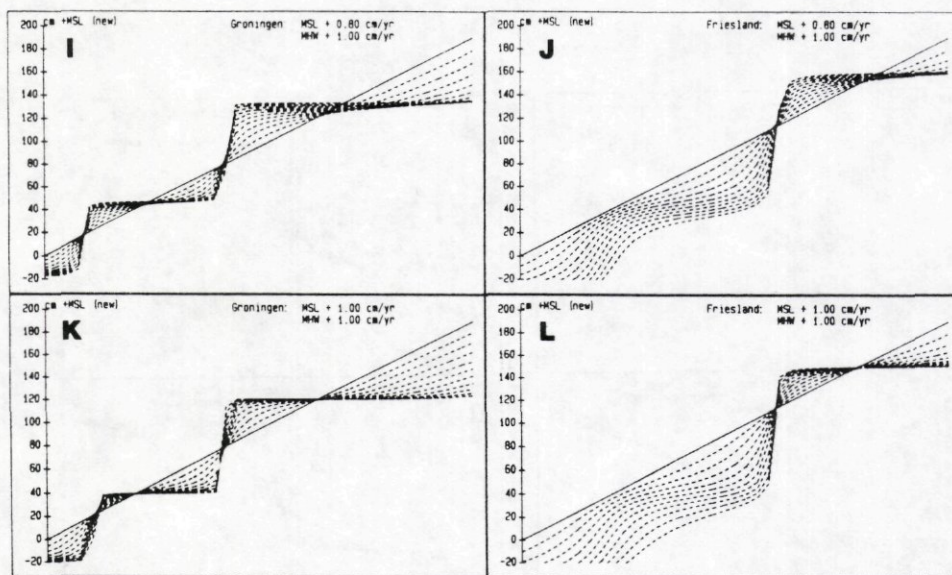 200 cm +MSL (new)
I
Groningen: MSL + 0.80 cm/yr
MHW + 1.00 cm/yr
180
160
140
120
100
80
60
40
20
0
-20
200 cm +MSL (new)
J
Friesland: MSL + 0.80 cm/yr
MHW + 1.00 cm/yr
180
160
140
120
100
80
60
40
20
0
-20
200 cm +MSL (new)
K
Groningen: MSL + 1.00 cm/yr
MHW + 1.00 cm/yr
180
160
140
120
100
80
60
40
20
0
-20
200 cm +MSL (new)
L
Friesland: MSL + 1.00 cm/yr
MHW + 1.00 cm/yr
180
160
140
120
100
80
60
40
20
0
-20